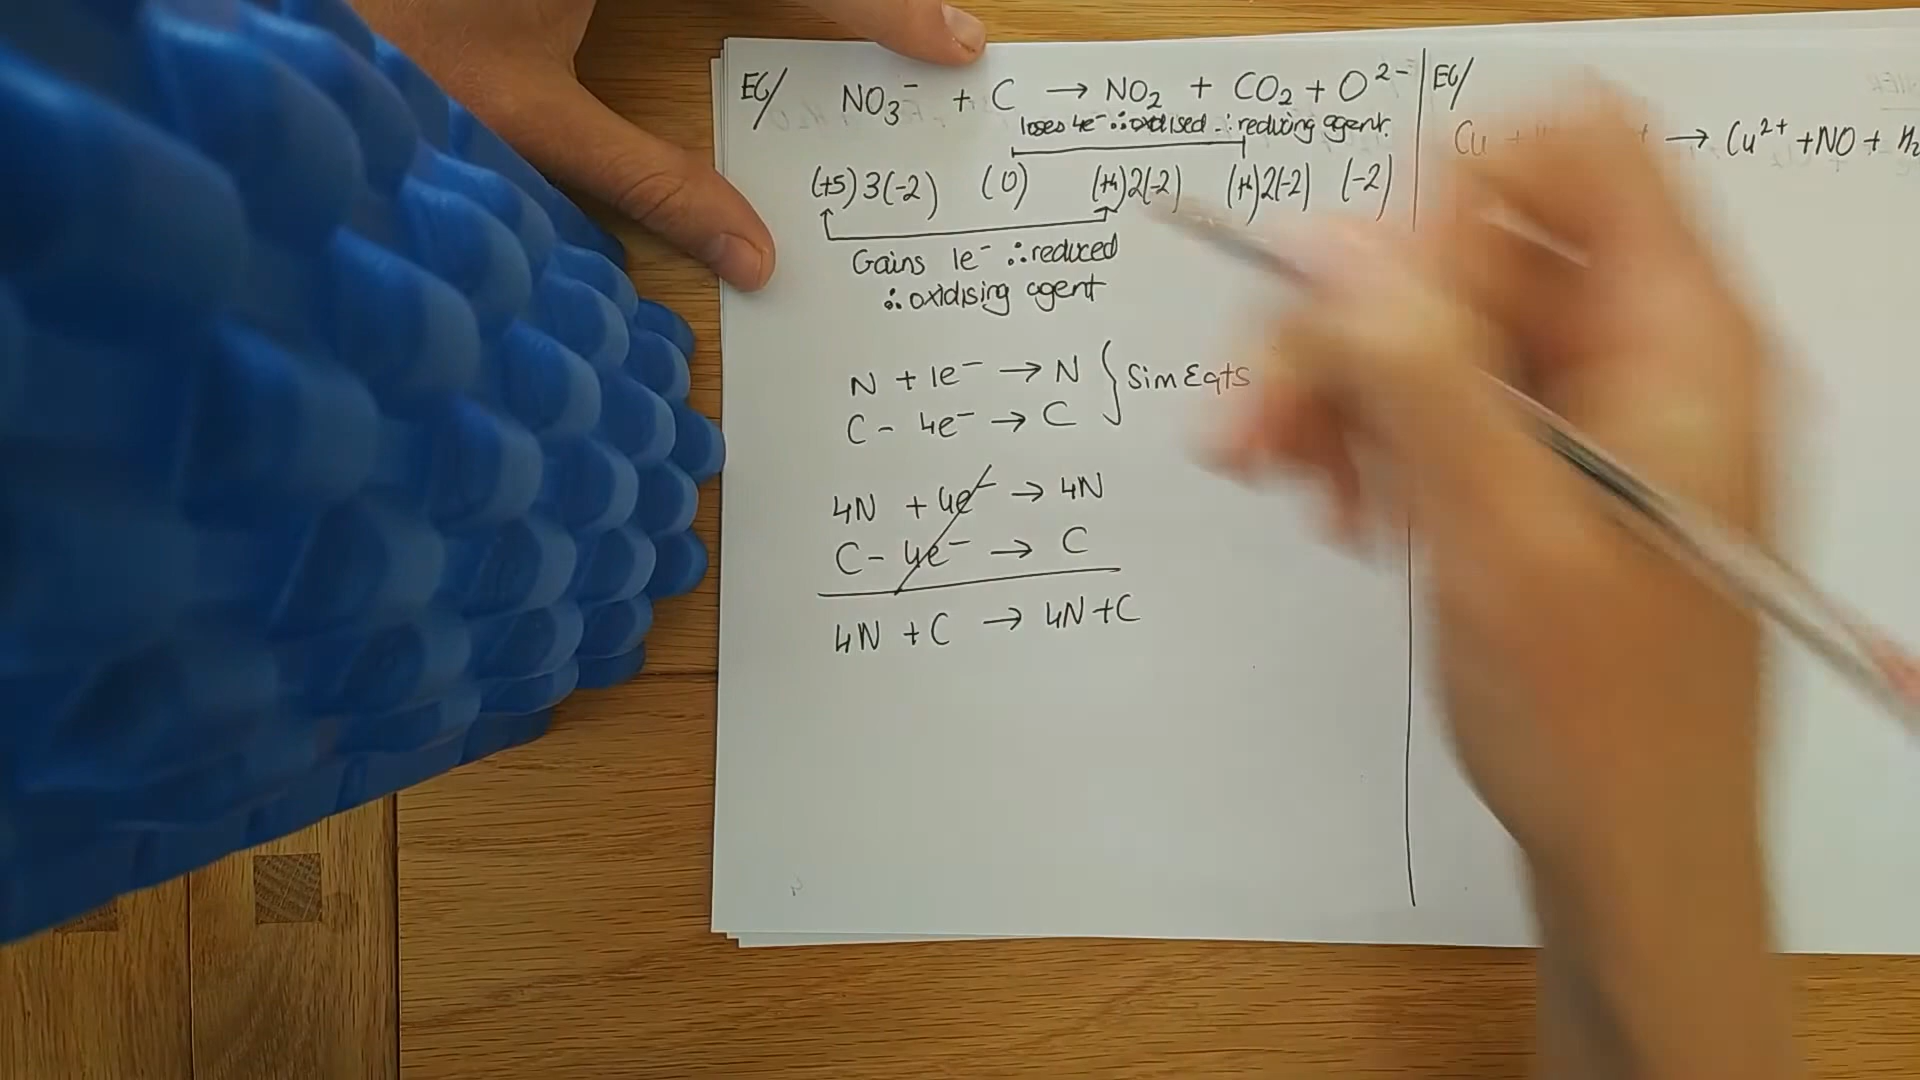 EG/ NO₃⁻ + C → NO₂ + CO₂ + O²⁻
loses 4e⁻ ∴ oxidised ∴ reducing agent.
(+5)3(-2) (0) (+4)2(-2) (+4)2(-2) (-2)
Gains 1e⁻ ∴ reduced
∴ oxidising agent
N + 1e⁻ → N } Sim Eqts
C - 4e⁻ → C
4N + 4e⁻ → 4N
C - 4e⁻ → C
4N + C → 4N + C
EG/
Cu + → Cu²⁺ + NO + H₂